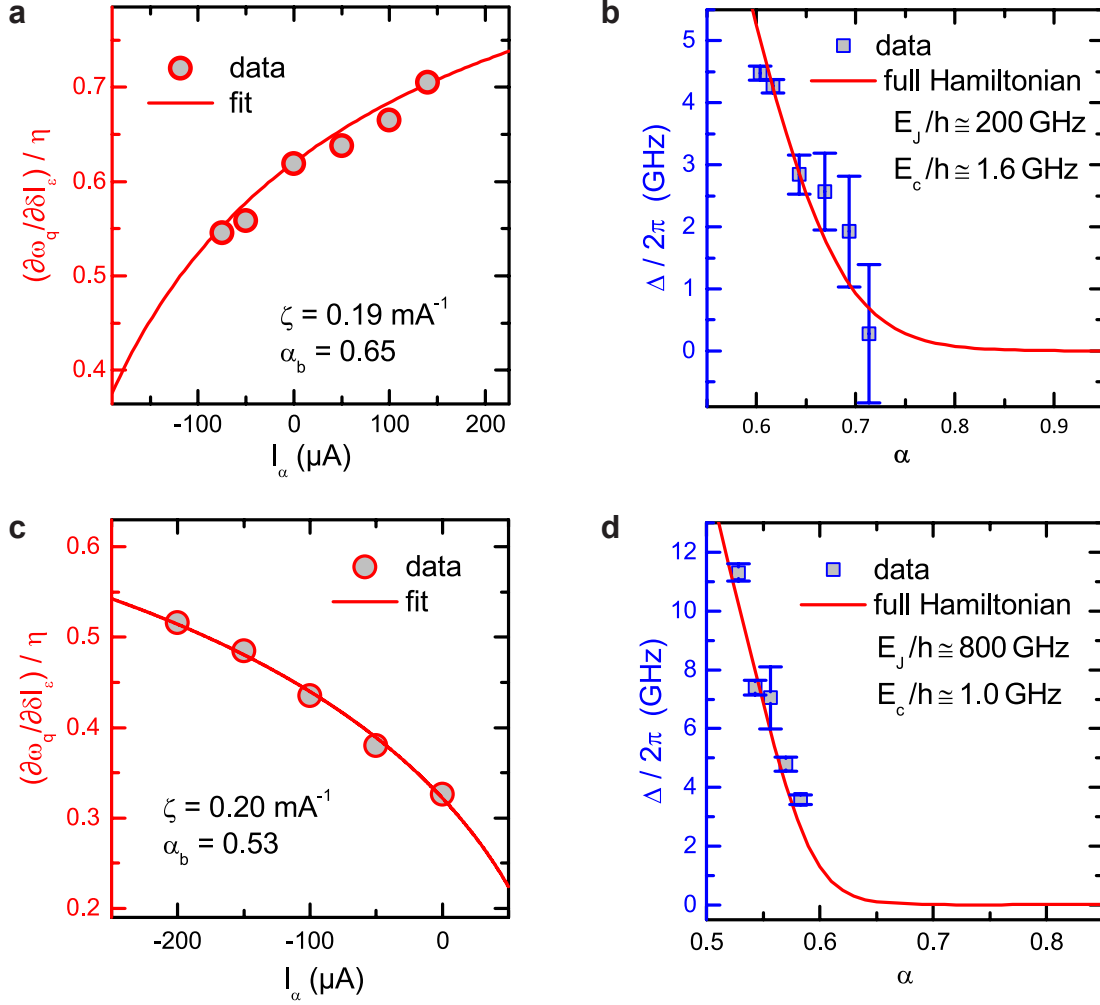 a
(∂ω_q/∂δI_ε) / η
0.7
0.6
0.5
0.4
data
fit
ζ = 0.19 mA⁻¹
α_b = 0.65
-100 0 100 200
I_α (µA)
b
Δ / 2π (GHz)
5
4
3
2
1
0
data
full Hamiltonian
E_J/h ≅ 200 GHz
E_c/h ≅ 1.6 GHz
0.6 0.7 0.8 0.9
α
c
(∂ω_q/∂δI_ε) / η
0.6
0.5
0.4
0.3
0.2
data
fit
ζ = 0.20 mA⁻¹
α_b = 0.53
-200 -100 0
I_α (µA)
d
Δ / 2π (GHz)
12
10
8
6
4
2
0
data
full Hamiltonian
E_J/h ≅ 800 GHz
E_c/h ≅ 1.0 GHz
0.5 0.6 0.7 0.8
α